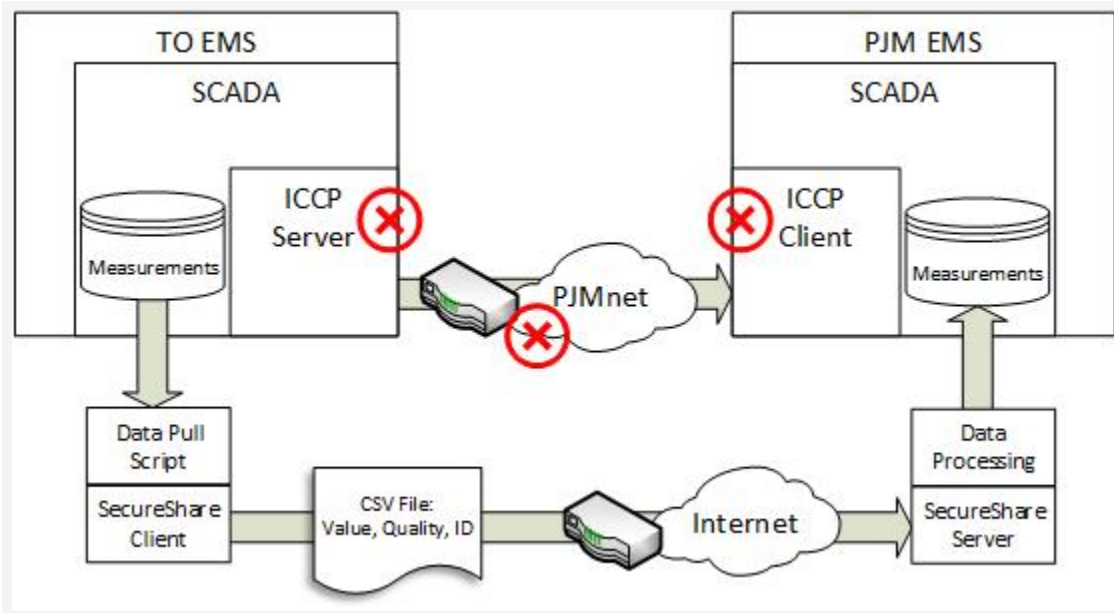 TO EMS
SCADA
ICCP
Server
Measurements
PJMnet
PJM EMS
SCADA
ICCP
Client
Measurements
Data Pull
Script
SecureShare
Client
CSV File:
Value, Quality, ID
Internet
Data
Processing
SecureShare
Server